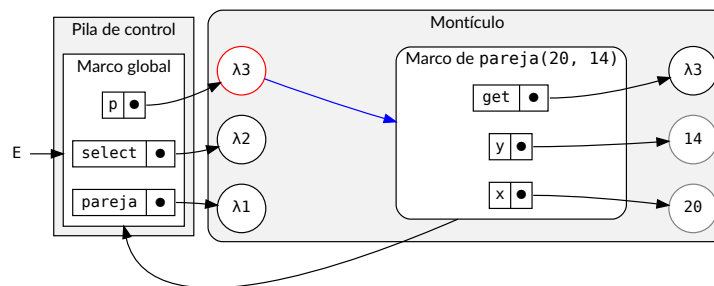 Pila de control
Montículo
Marco global
Marco de pareja(20, 14)
p
λ3
get
λ3
E
select
λ2
y
14
pareja
λ1
x
20